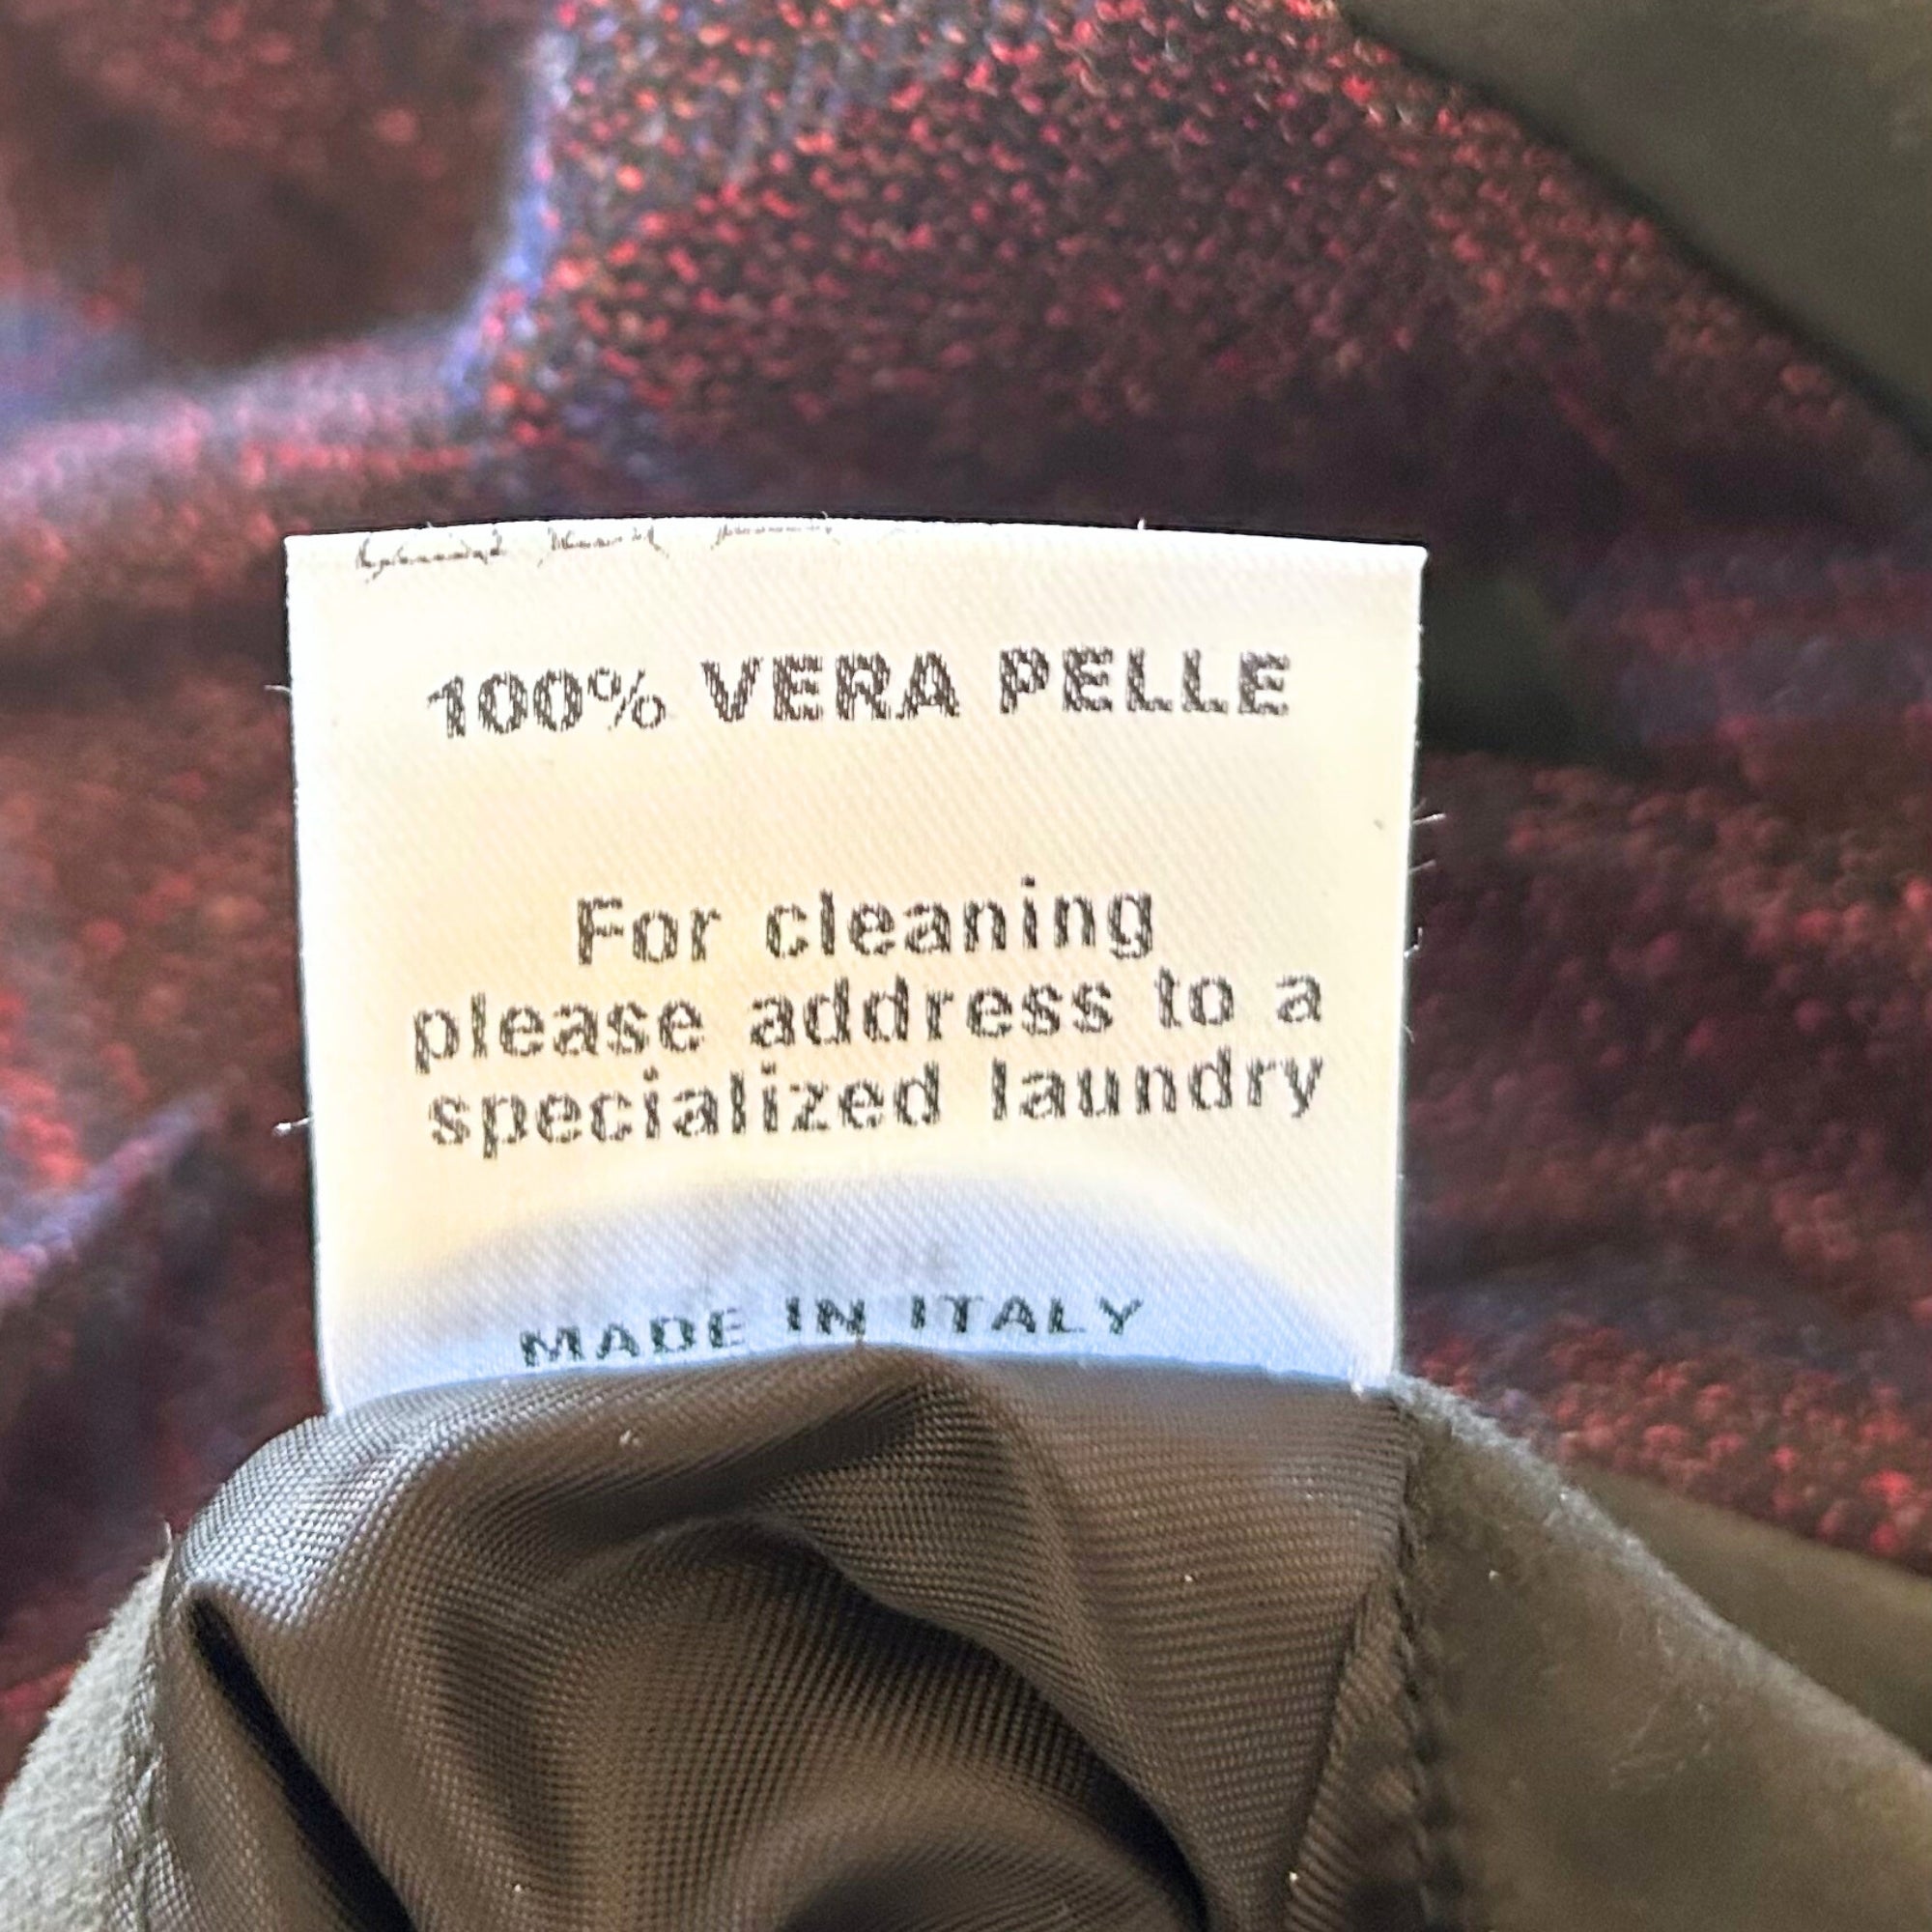 100% VERA PELLE
For cleaning
please address to a
specialized laundry
MADE IN ITALY